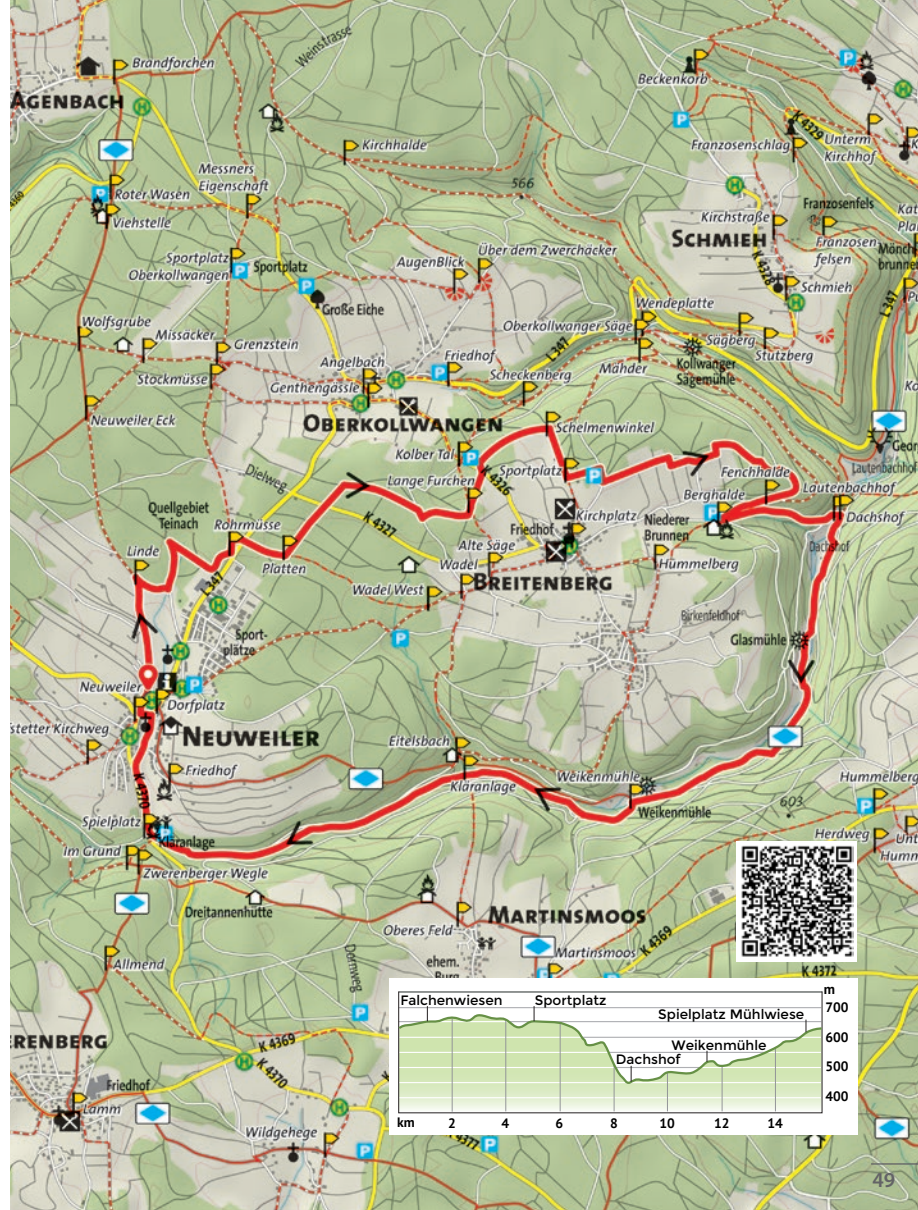 Brandforchen
AGENBACH
Weinstrasse
Beckenkorb
P
H
K 4329
Kirchhalde
Franzosenschlag
Unterm
Kirchhof
Messners
Eigenschaft
566
Roter Wasen
Viehstelle
Kirchstraße
Franzosenfels
SCHMIEH
Franzosen
felsen
K 4328
Schmieh
L 347
Sportplatz
Oberkollwangen
Sportplatz
AugenBlick
Über dem Zwerchäcker
Große Eiche
Wendeplatte
Wolfsgrube
Missäcker
Grenzstein
Oberkollwanger Säge
Sagberg
Stutzberg
Angelbach
Friedhof
L347
Mähder
Kollwanger
Sägemühle
Stockmüsse
Genthengässle
Scheckenberg
Neuweiler Eck
OBERKOLLWANGEN
Schelmenwinkel
Kolber Tal
K 4326
Sportplatz
Lange Furchen
Fenchhalde
Lautenbachhof
Dielweg
Quellgebiet
Teinach
Rohrmüsse
K 4327
Berghalde
Lautenbachhof
Dachshof
Dachshof
Kirchplatz
Friedhof
Niederer
Brunnen
Linde
L347
Platten
Alte Säge
Wadel
BREITENBERG
Hümmelberg
Wadel West
Birkenfeldhof
Sport-
plätze
Glasmühle
Neuweiler
Dorfplatz
NEUWEILER
Eitelsbach
Friedhof
K 4370
Kläranlage
Weikenmühle
Weikenmühle
Hummelberg
603
Spielplatz
Kläranlage
Im Grund
Zwerenberger Wegle
Herdweg
Dreitannenhütte
Oberes Feld
MARTINSMOOS
K 4369
Martinsmoos
ehem.
Burg
K 4372
Allmend
Dornweg
K 4369
K 4370
Friedhof
Lamm
Wildgehege
K 4377
Falchenwiesen
Sportplatz
m
700
Spielplatz Mühlwiese
600
Weikenmühle
Dachshof
500
400
km 2 4 6 8 10 12 14
49